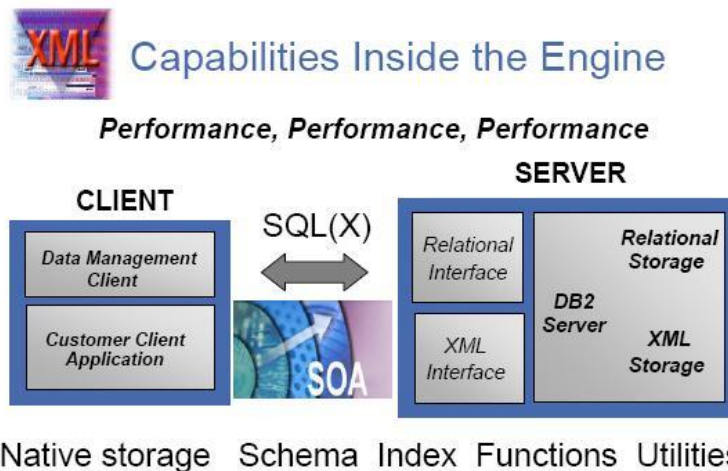 XML
Capabilities Inside the Engine
Performance, Performance, Performance
CLIENT
Data Management
Client
Customer Client
Application
SQL(X)
SOA
SERVER
Relational
Interface
XML
Interface
DB2
Server
Relational
Storage
XML
Storage
Native storage Schema Index Functions